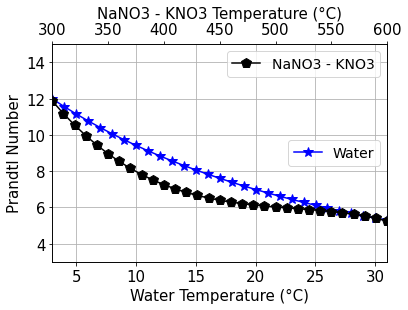 NaNO3 - KNO3 Temperature (°C)
300 350 400 450 500 550 600
NaNO3 - KNO3
Water
Prandtl Number
14
12
10
8
6
4
5 10 15 20 25 30
Water Temperature (°C)